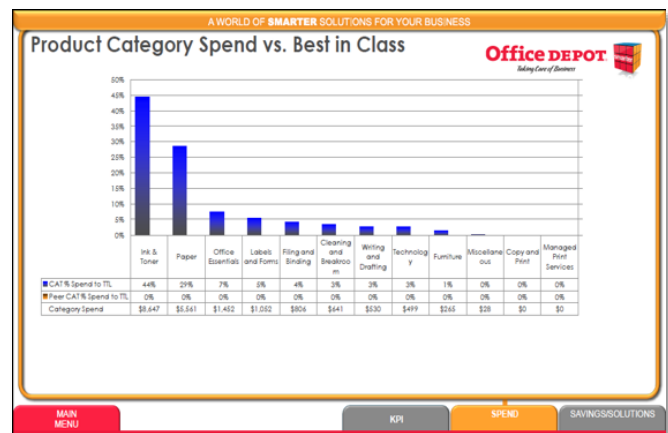 A WORLD OF SMARTER SOLUTIONS FOR YOUR BUSINESS
Product Category Spend vs. Best in Class
Office DEPOT
Taking Care of Business
50%
45%
40%
35%
30%
25%
20%
15%
10%
5%
0%
Ink & Toner
Paper
Office Essentials
Labels and Forms
Filing and Binding
Cleaning and Breakroom
Writing and Drafting
Technology
Furniture
Miscellaneous
Copy and Print
Managed Print Services
CAT % Spend to TTL 44% 29% 7% 5% 4% 3% 3% 3% 1% 0% 0% 0%
Peer CAT % Spend to TTL 0% 0% 0% 0% 0% 0% 0% 0% 0% 0% 0% 0%
Category Spend $8,647 $5,561 $1,452 $1,052 $806 $641 $530 $499 $265 $28 $0 $0
MAIN MENU
KPI
SPEND
SAVINGS/SOLUTIONS